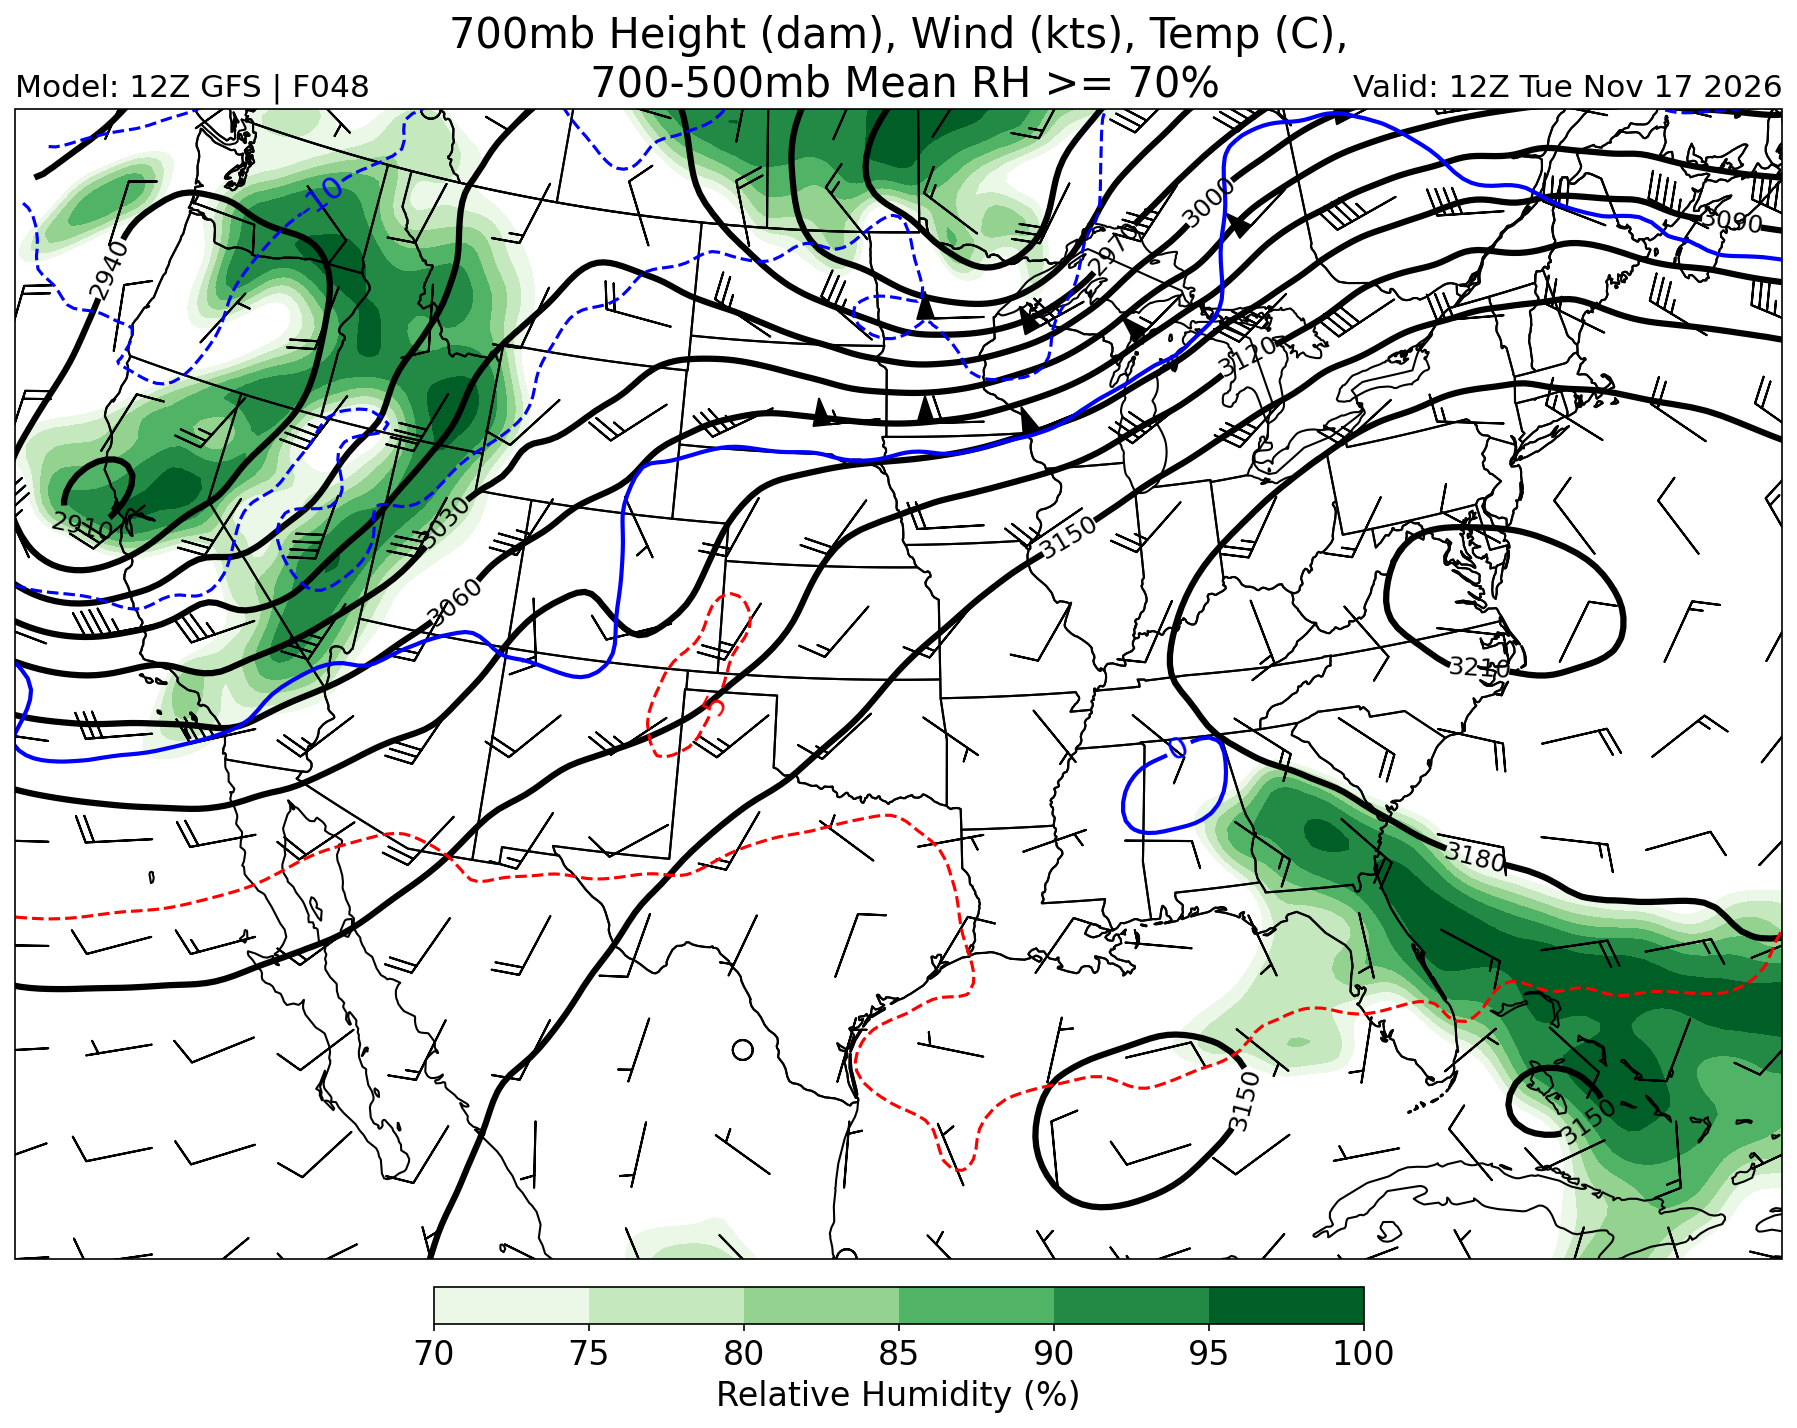 700mb Height (dam), Wind (kts), Temp (C),
700-500mb Mean RH >= 70%
Model: 12Z GFS | F048
Valid: 12Z Tue Nov 17 2026
-10
3000
3090
2970
2940
3120
2910
3030
3150
3060
3210
5
0
3180
3150
3150
70 75 80 85 90 95 100
Relative Humidity (%)